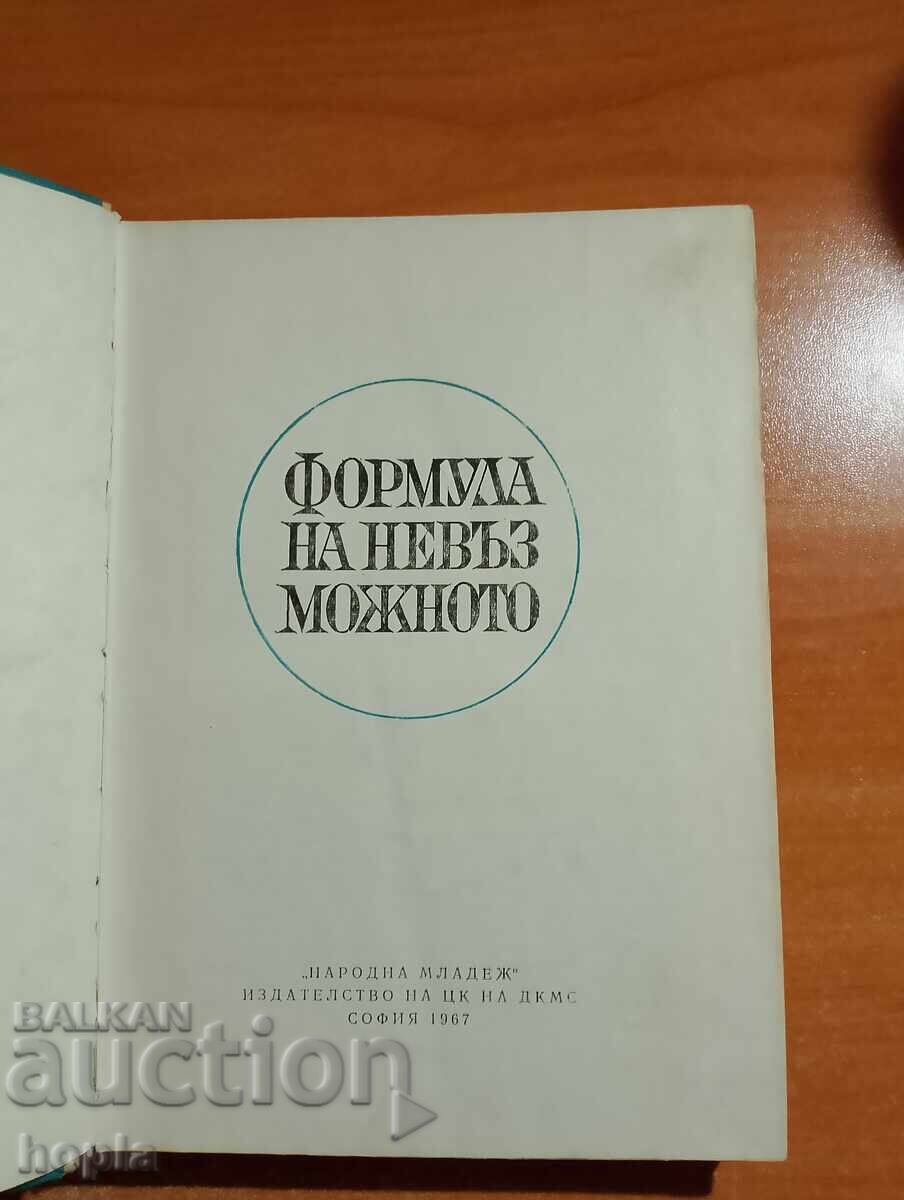 ФОРМУЛА
НА НЕВЪЗ
МОЖНОТО
„НАРОДНА МЛАДЕЖ"
ИЗДАТЕЛСТВО НА ЦК НА ДКМС
СОФИЯ 1967
BALKAN
auction
hopla